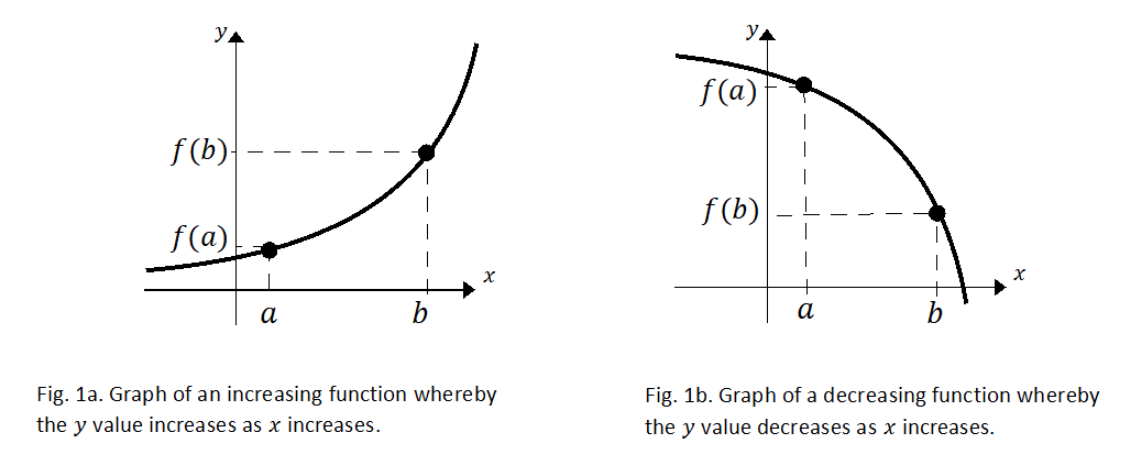 y
f(b)
f(a)
x
a
b
y
f(a)
f(b)
x
a
b
Fig. 1a. Graph of an increasing function whereby
the y value increases as x increases.
Fig. 1b. Graph of a decreasing function whereby
the y value decreases as x increases.